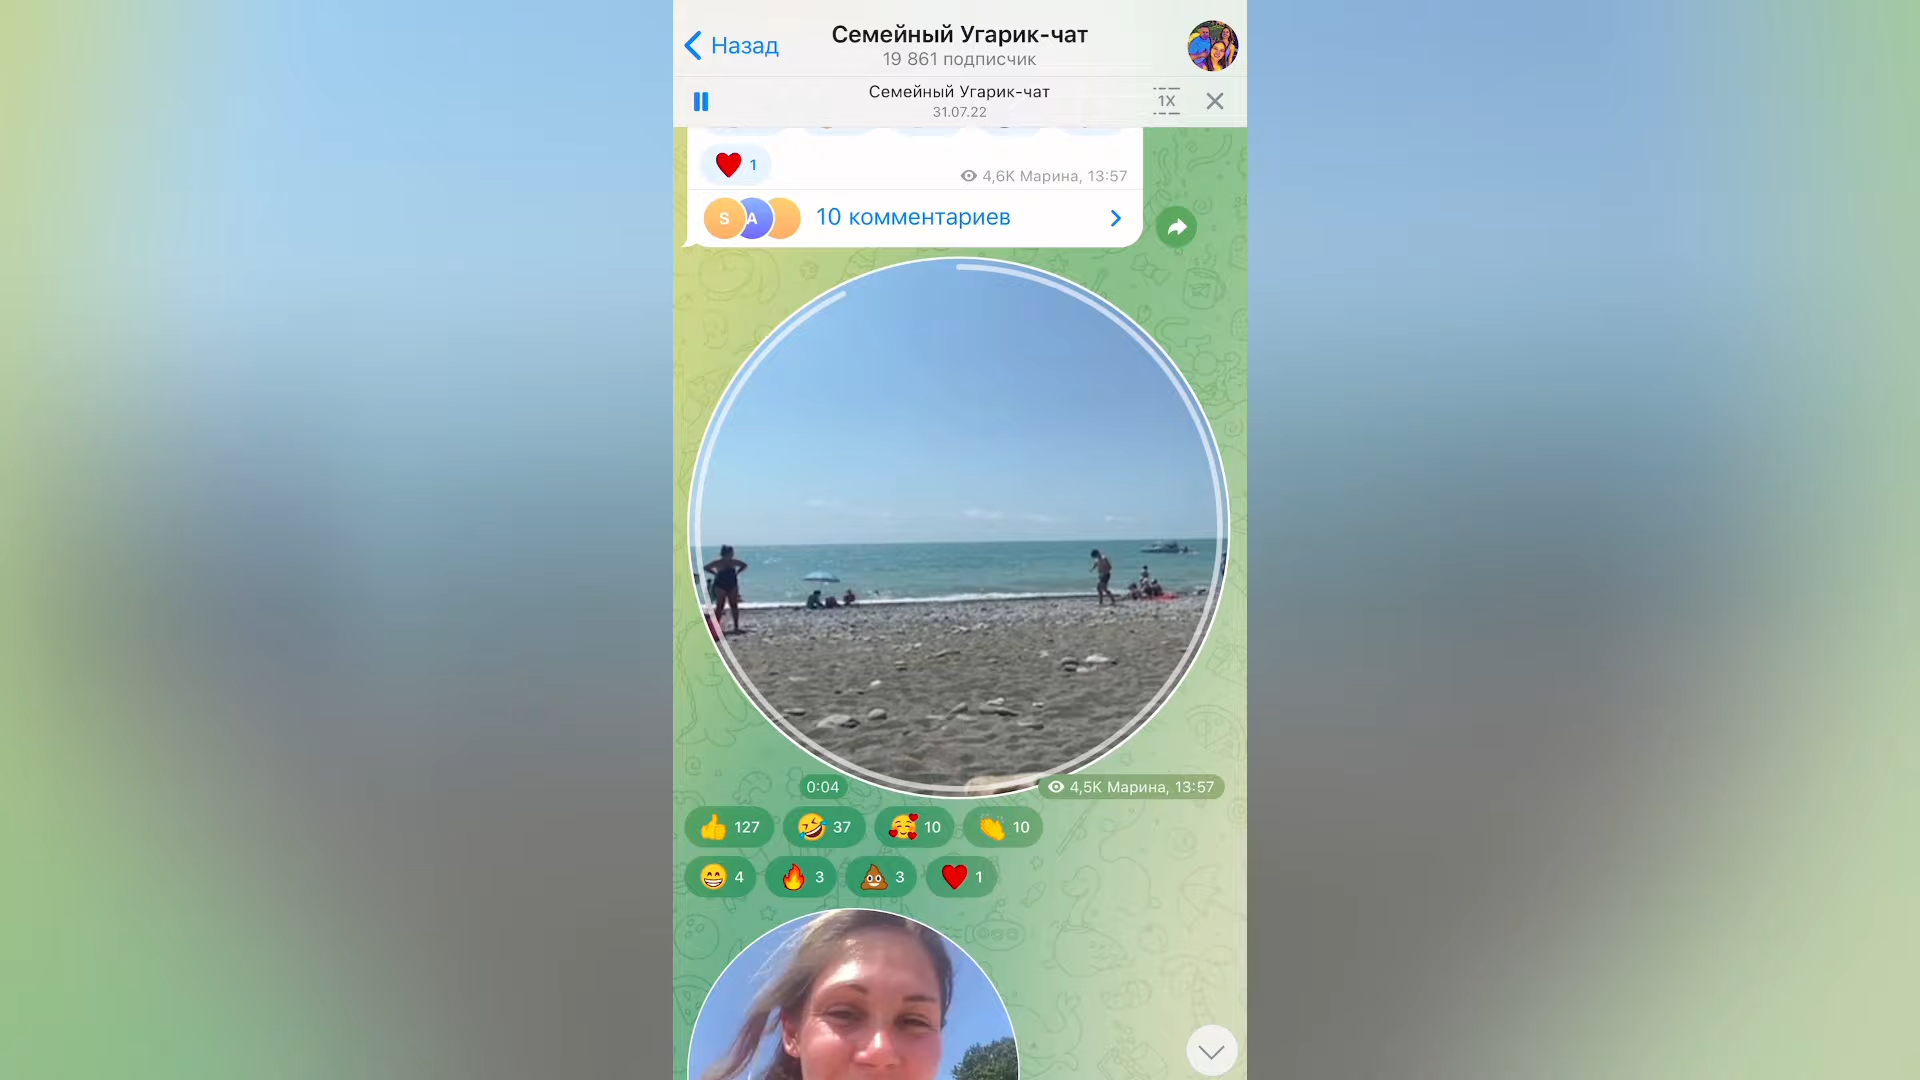 Назад
Семейный Угарик-чат
19 861 подписчик
Семейный Угарик-чат
31.07.22
1X
1
4,6K Марина, 13:57
S A
10 комментариев
0:04
4,5K Марина, 13:57
127 37 10 10
4 3 3 1